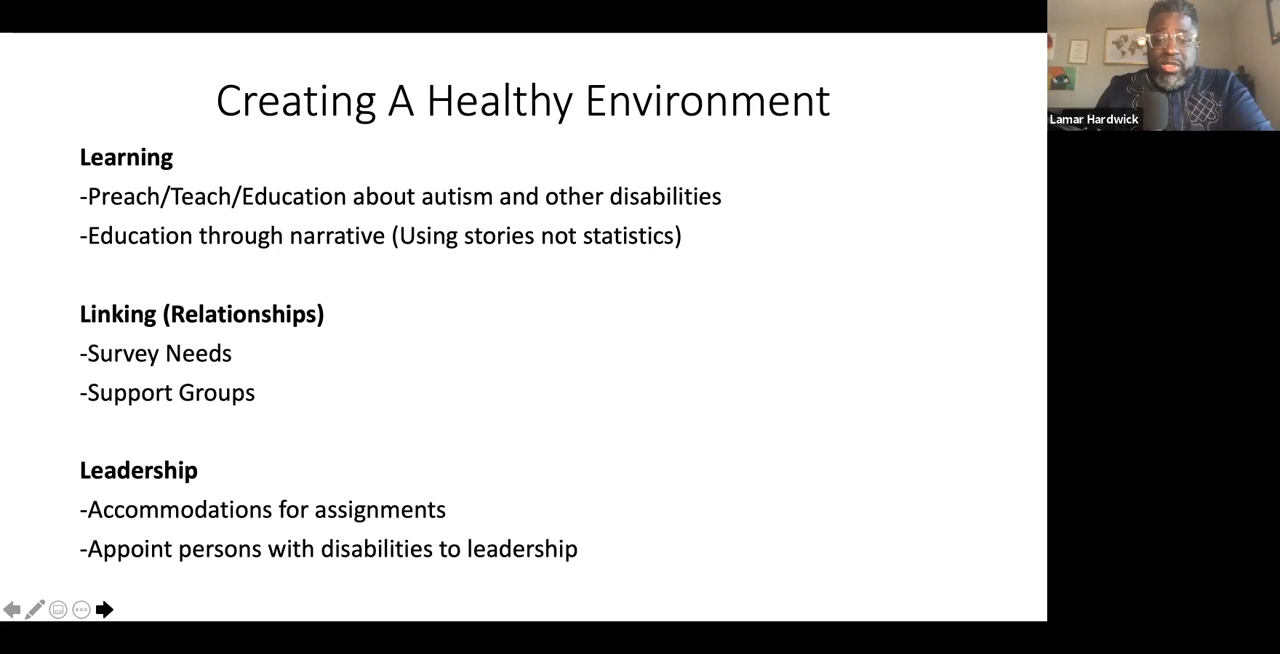 Creating A Healthy Environment
Learning
-Preach/Teach/Education about autism and other disabilities
-Education through narrative (Using stories not statistics)
Linking (Relationships)
-Survey Needs
-Support Groups
Leadership
-Accommodations for assignments
-Appoint persons with disabilities to leadership
Lamar Hardwick